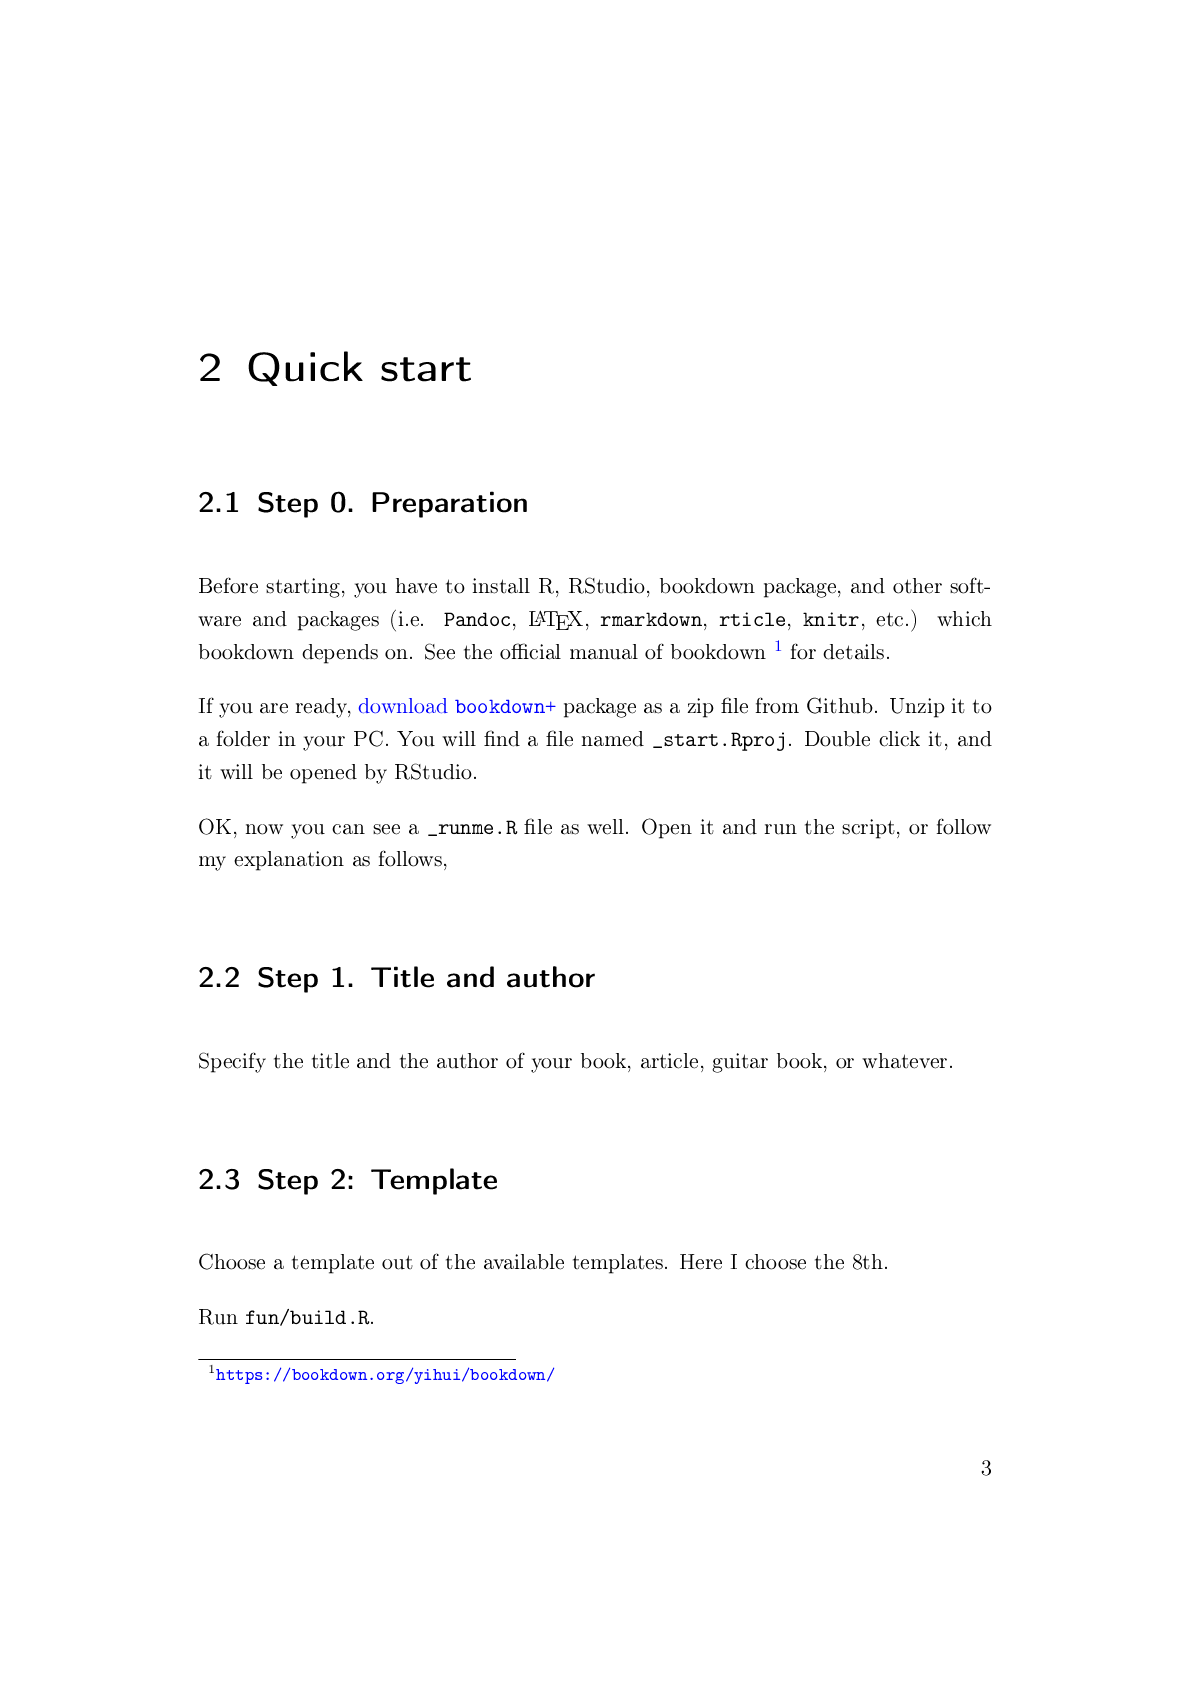 2 Quick start
2.1 Step 0. Preparation
Before starting, you have to install R, RStudio, bookdown package, and other soft-
ware and packages (i.e. Pandoc, LATEX, rmarkdown, rticle, knitr, etc.) which
bookdown depends on. See the official manual of bookdown 1 for details.
If you are ready, download bookdown+ package as a zip file from Github. Unzip it to
a folder in your PC. You will find a file named _start.Rproj. Double click it, and
it will be opened by RStudio.
OK, now you can see a _runme.R file as well. Open it and run the script, or follow
my explanation as follows,
2.2 Step 1. Title and author
Specify the title and the author of your book, article, guitar book, or whatever.
2.3 Step 2: Template
Choose a template out of the available templates. Here I choose the 8th.
Run fun/build.R.
1https://bookdown.org/yihui/bookdown/
3